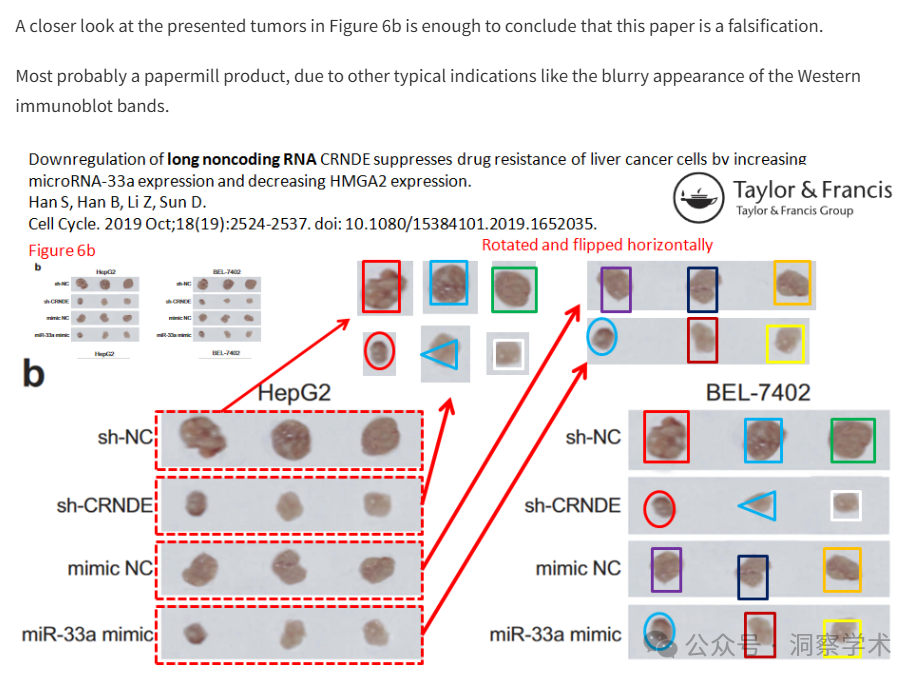 A closer look at the presented tumors in Figure 6b is enough to conclude that this paper is a falsification.
Most probably a papermill product, due to other typical indications like the blurry appearance of the Western
immunoblot bands.
Downregulation of long noncoding RNA CRNDE suppresses drug resistance of liver cancer cells by increasing
microRNA-33a expression and decreasing HMGA2 expression.
Han S, Han B, Li Z, Sun D.
Cell Cycle. 2019 Oct;18(19):2524-2537. doi: 10.1080/15384101.2019.1652035.
Taylor & Francis
Taylor & Francis Group
Figure 6b
Rotated and flipped horizontally
b
HepG2
BEL-7402
sh-NC
sh-NC
sh-CRNDE
sh-CRNDE
mimic NC
mimic NC
miR-33a mimic
miR-33a mimic
HepG2
BEL-7402
b
HepG2
BEL-7402
sh-NC
sh-NC
sh-CRNDE
sh-CRNDE
mimic NC
mimic NC
miR-33a mimic
miR-33a mimic
公众号 洞察学术